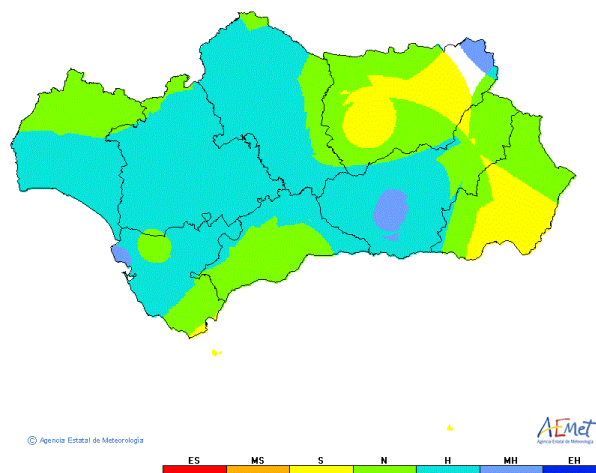 © Agencia Estatal de Meteorología
AEMet
Agencia Estatal de Meteorología
ES MS S N H MH EH